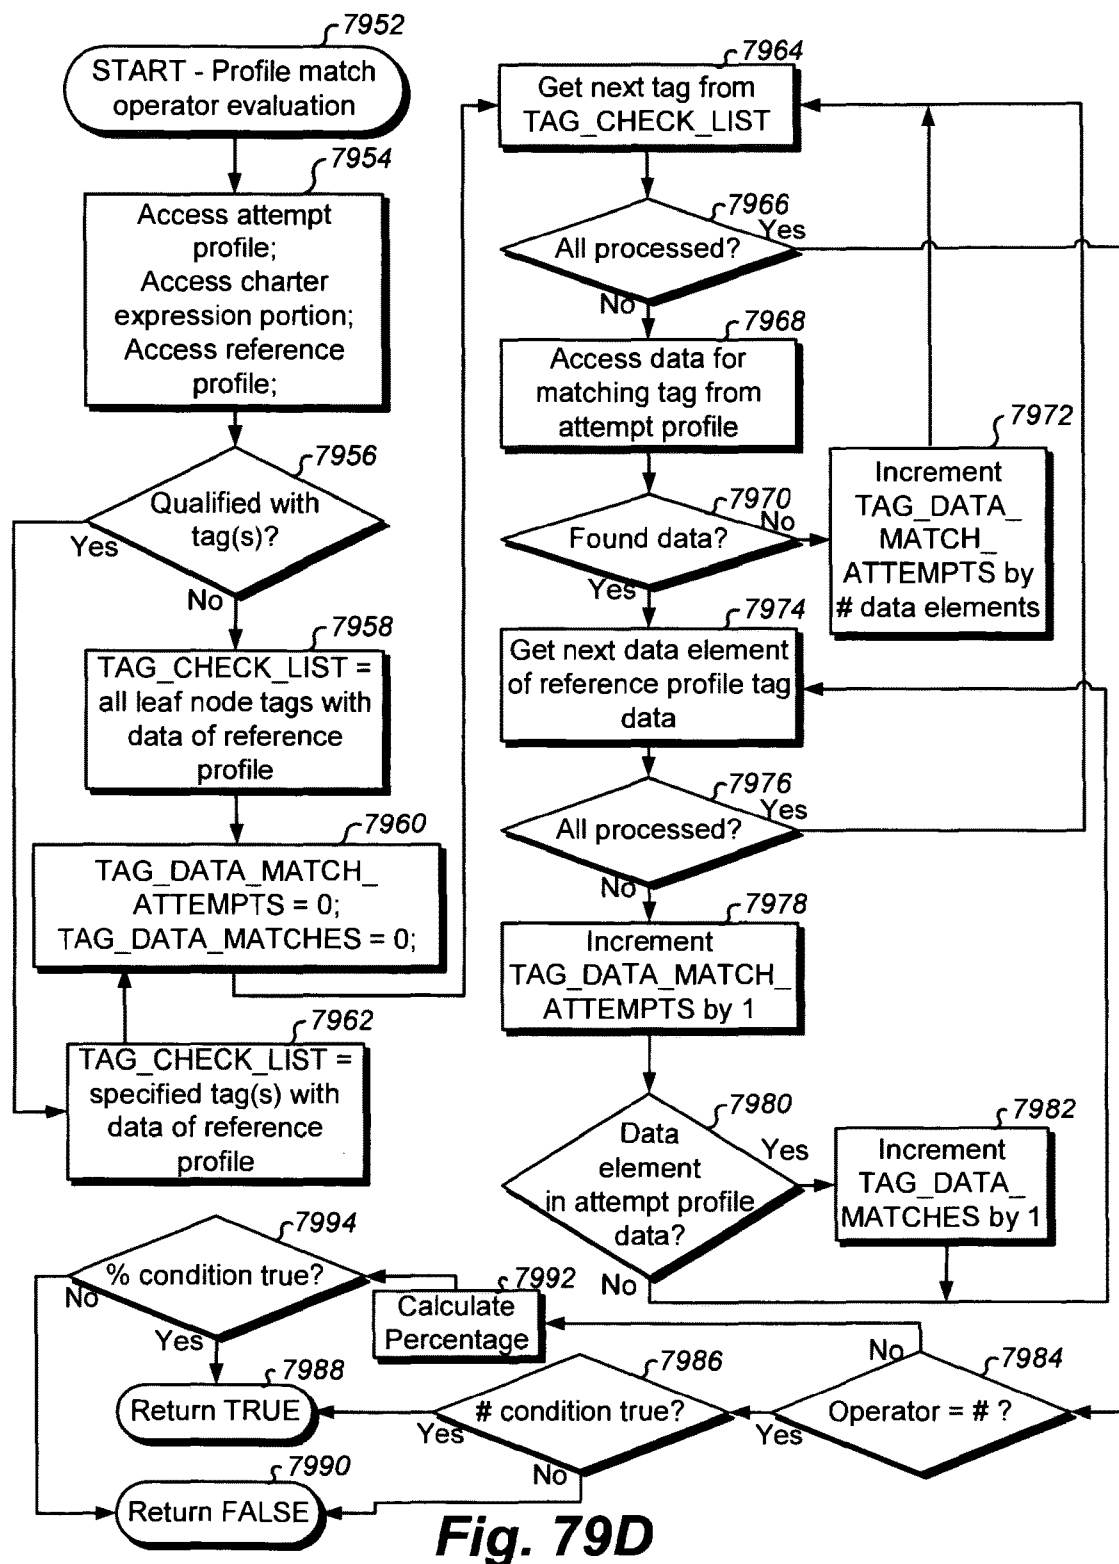 7952
START - Profile match
operator evaluation
7954
Access attempt
profile;
Access charter
expression portion;
Access reference
profile;
7956
Qualified with
tag(s)?
Yes
No
7958
TAG_CHECK_LIST =
all leaf node tags with
data of reference
profile
7960
TAG_DATA_MATCH_
ATTEMPTS = 0;
TAG_DATA_MATCHES = 0;
7962
TAG_CHECK_LIST =
specified tag(s) with
data of reference
profile
7964
Get next tag from
TAG_CHECK_LIST
7966
Yes
All processed?
No
7968
Access data for
matching tag from
attempt profile
7970
No
Found data?
Yes
7972
Increment
TAG_DATA_
MATCH_
ATTEMPTS by
# data elements
7974
Get next data element
of reference profile tag
data
7976
Yes
All processed?
No
7978
Increment
TAG_DATA_MATCH_
ATTEMPTS by 1
7980
Data
element
in attempt profile
data?
Yes
No
7982
Increment
TAG_DATA_
MATCHES by 1
7984
Operator = # ?
No
Yes
7986
# condition true?
Yes
No
7992
Calculate
Percentage
7994
% condition true?
No
Yes
7988
Return TRUE
7990
Return FALSE
Fig. 79D